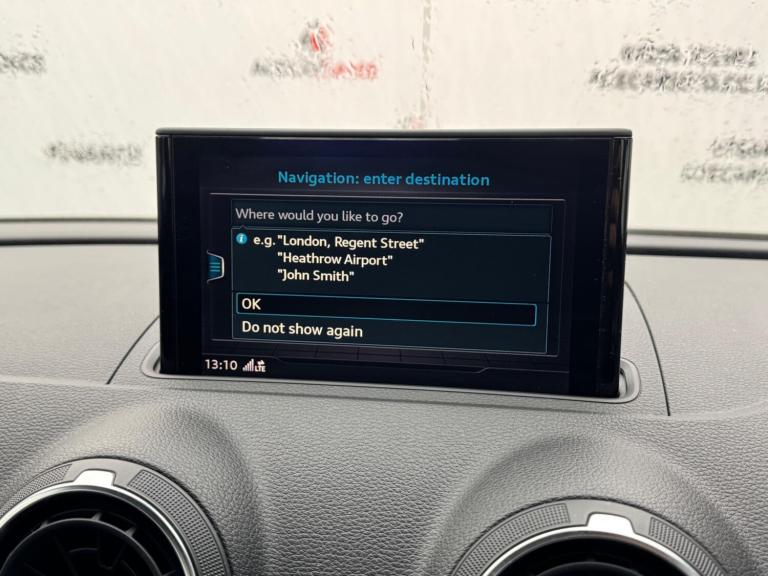 Navigation: enter destination
Where would you like to go?
i e.g. "London, Regent Street"
"Heathrow Airport"
"John Smith"
OK
Do not show again
13:10 LTE